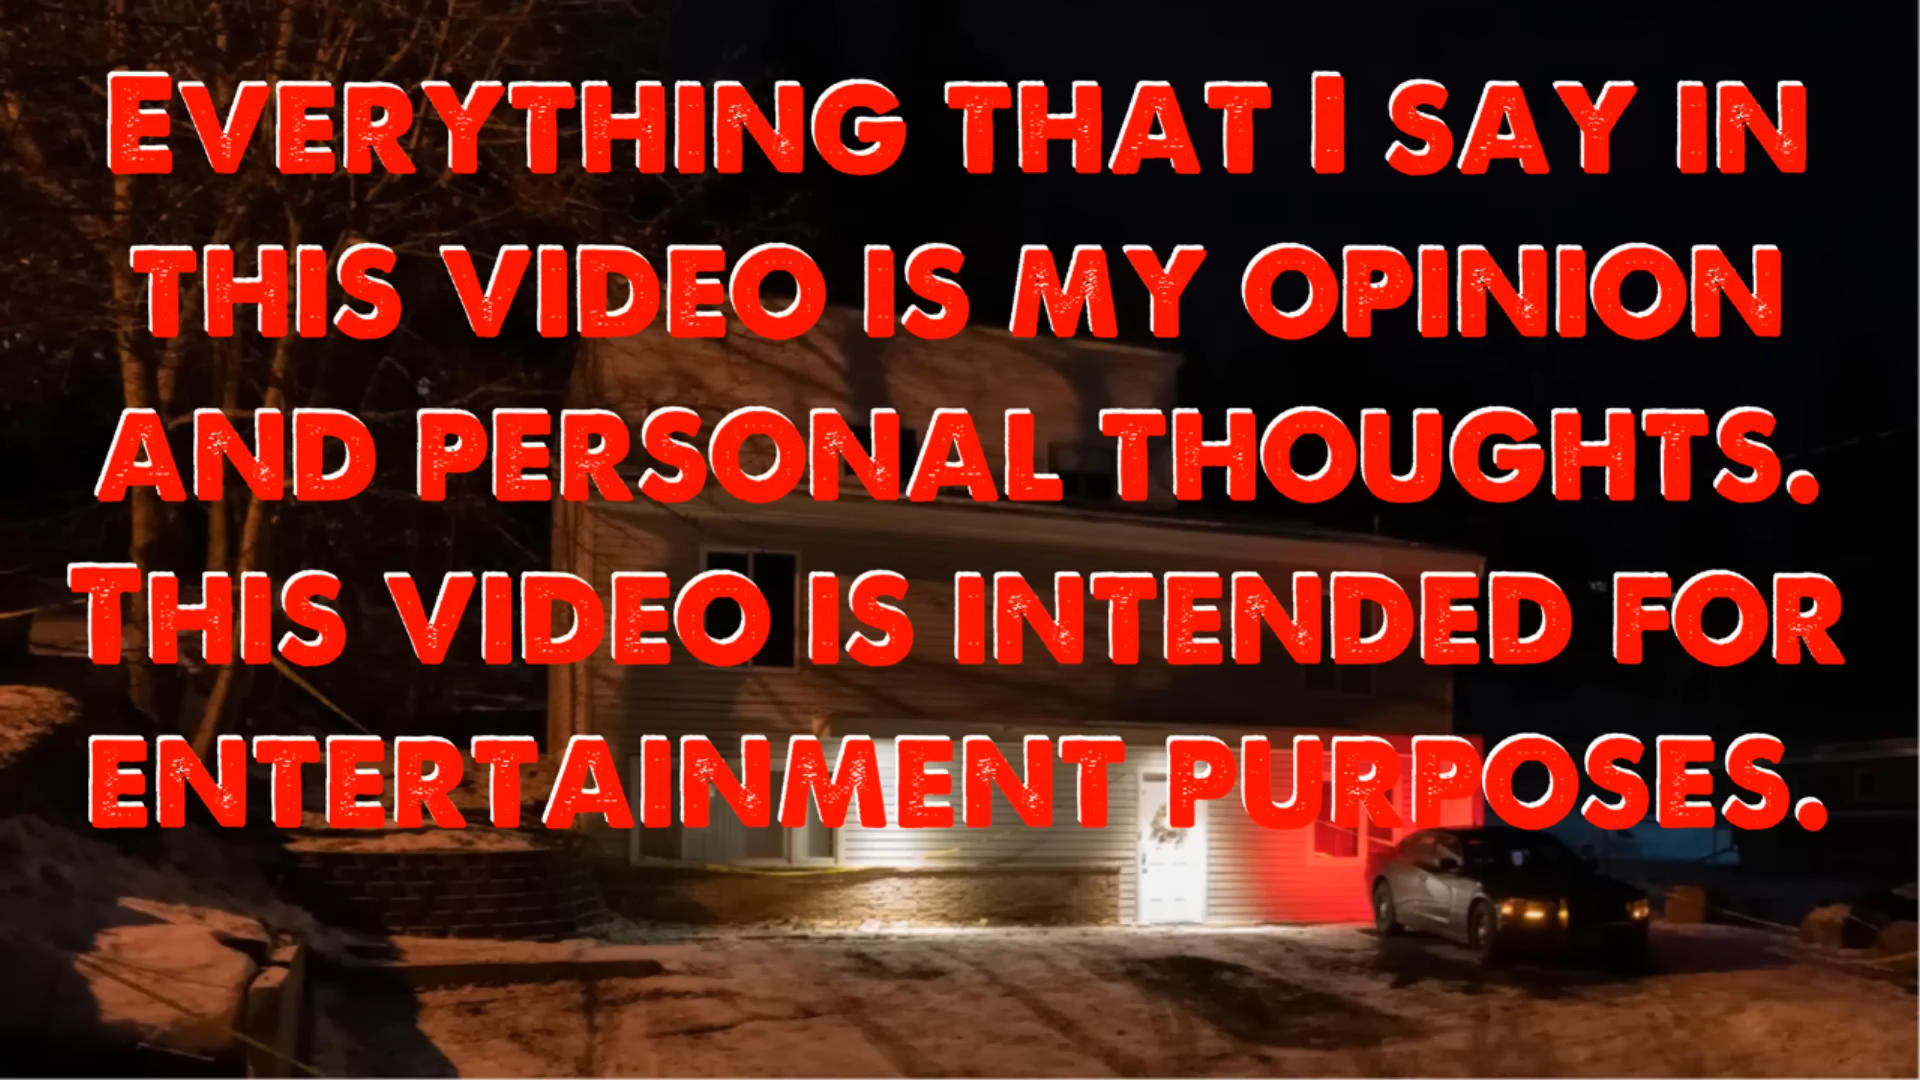 Everything that I say in
this video is my opinion
and personal thoughts.
This video is intended for
entertainment purposes.